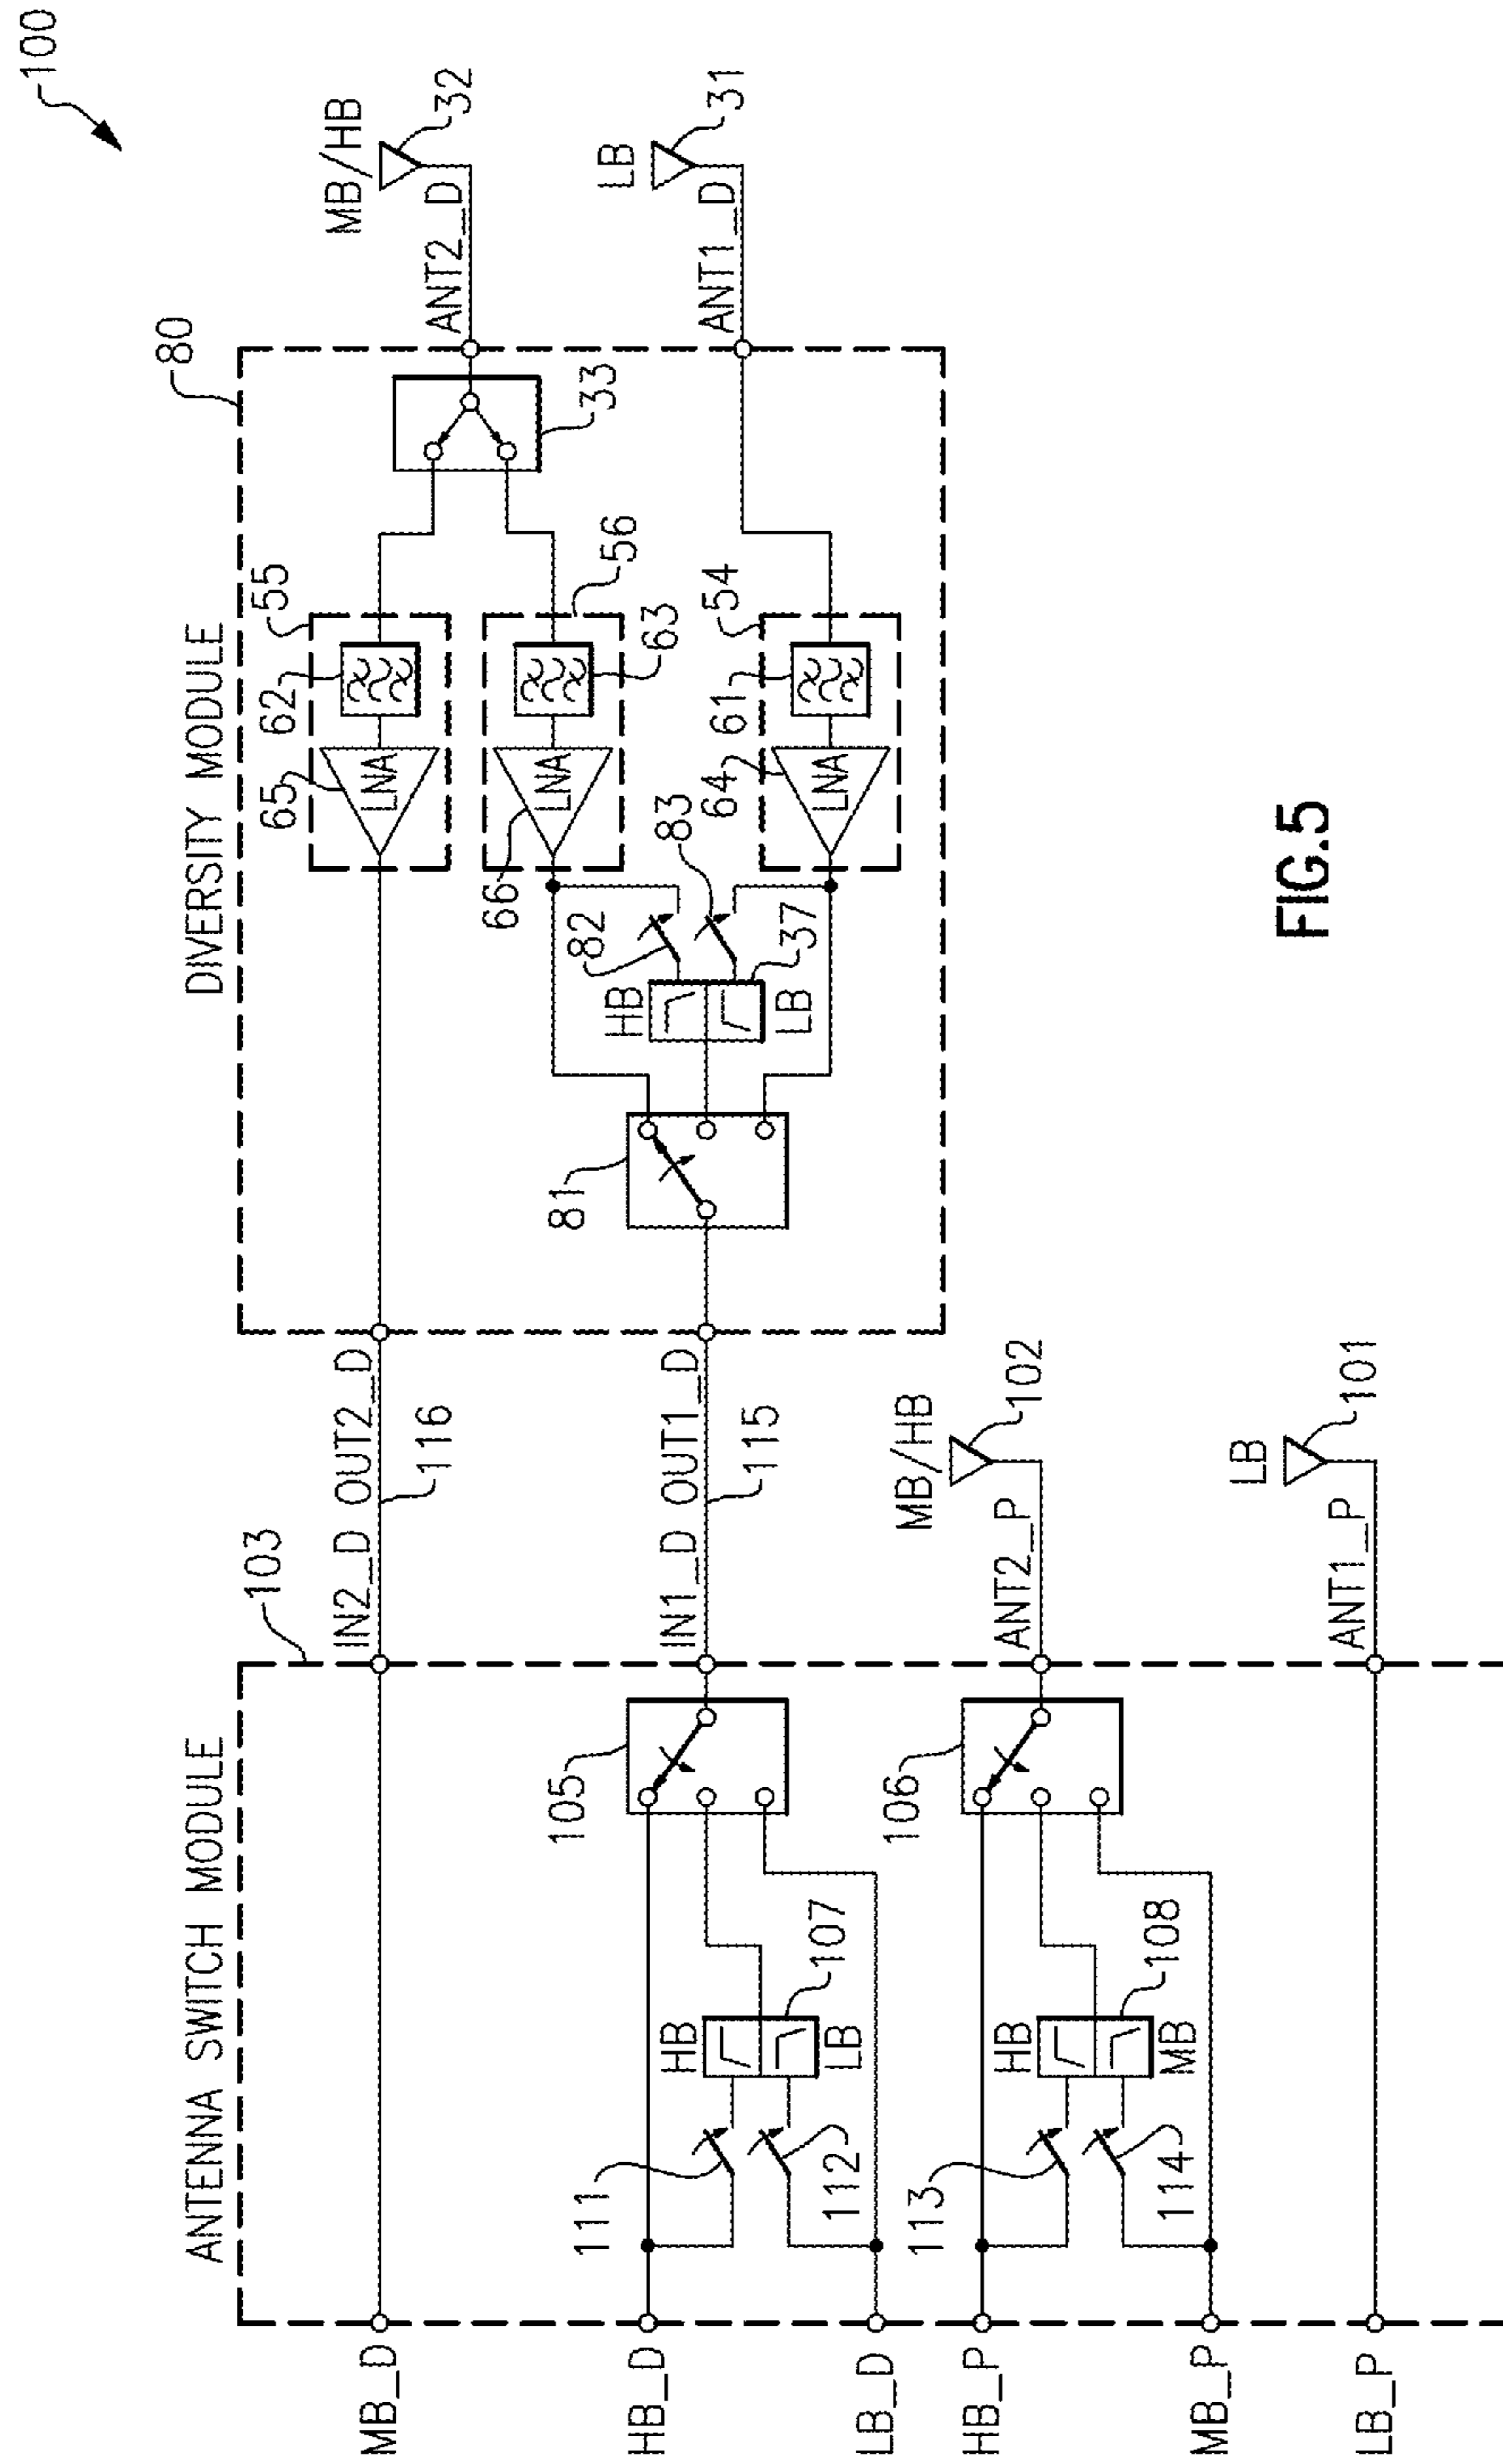 100
DIVERSITY MODULE
80
MB/HB
32
ANT2_D
33
LB
31
ANT1_D
55
62
65
LNA
56
63
66
LNA
54
61
64
LNA
82
83
HB
LB
37
81
IN2_D OUT2_D
116
IN1_D OUT1_D
115
MB/HB
102
ANT2_P
LB
101
ANT1_P
ANTENNA SWITCH MODULE
103
105
106
HB
LB
107
111
112
HB
MB
108
113
114
MB_D
HB_D
LB_D
HB_P
MB_P
LB_P
FIG.5